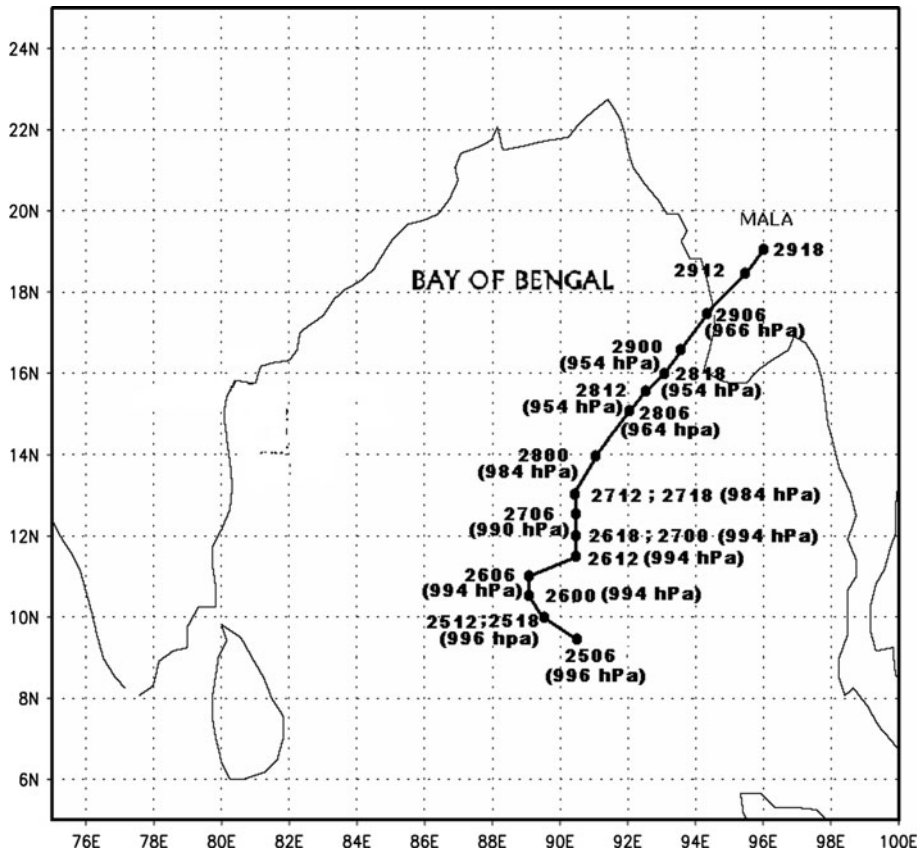 24N
22N
20N
MALA
2918
2912
BAY OF BENGAL
18N
2906
(966 hPa)
2900
(954 hPa)
16N
2818
(954 hPa)
2812
(954 hPa)
2806
(964 hpa)
14N
2800
(984 hPa)
2712 ; 2718 (984 hPa)
2706
(990 hPa)
12N
2618 ; 2700 (994 hPa)
2612 (994 hPa)
2606
(994 hPa)
2600 (994 hPa)
10N
2512 ;2518
(996 hpa)
2506
(996 hPa)
8N
6N
76E 78E 80E 82E 84E 86E 88E 90E 92E 94E 96E 98E 100E